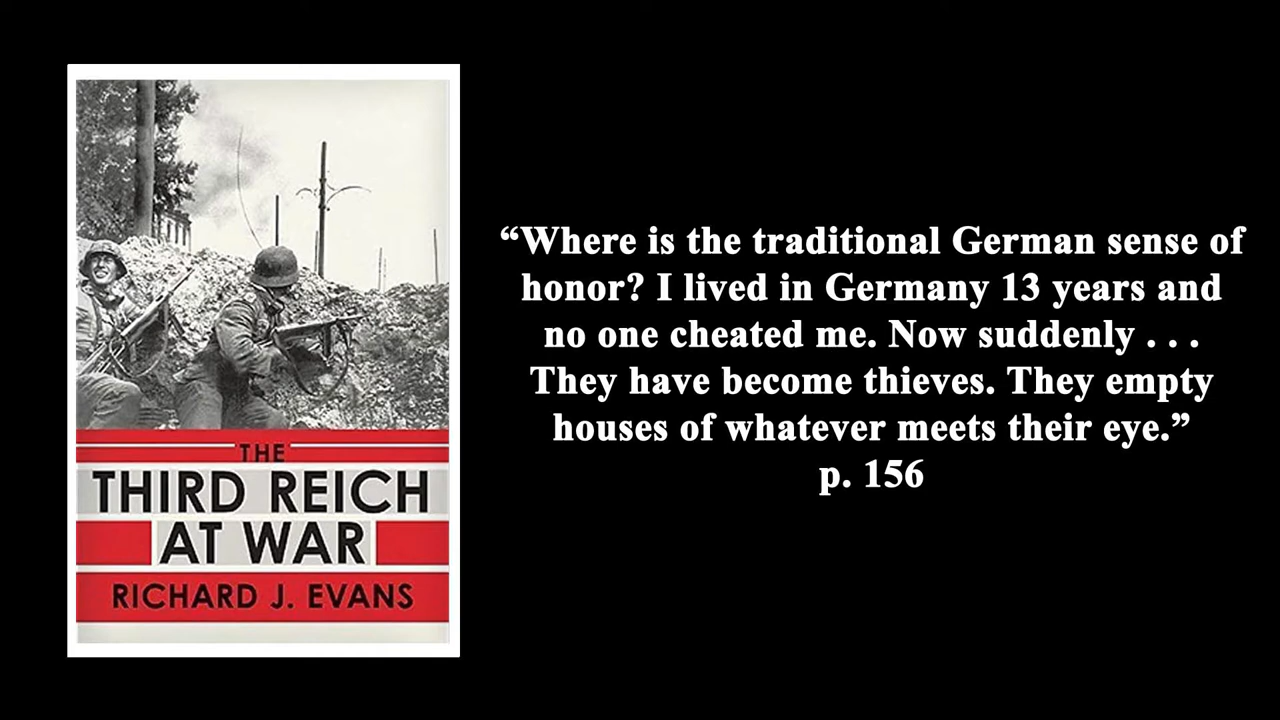 THE
THIRD REICH
AT WAR
RICHARD J. EVANS
“Where is the traditional German sense of
honor? I lived in Germany 13 years and
no one cheated me. Now suddenly . . .
They have become thieves. They empty
houses of whatever meets their eye.”
p. 156